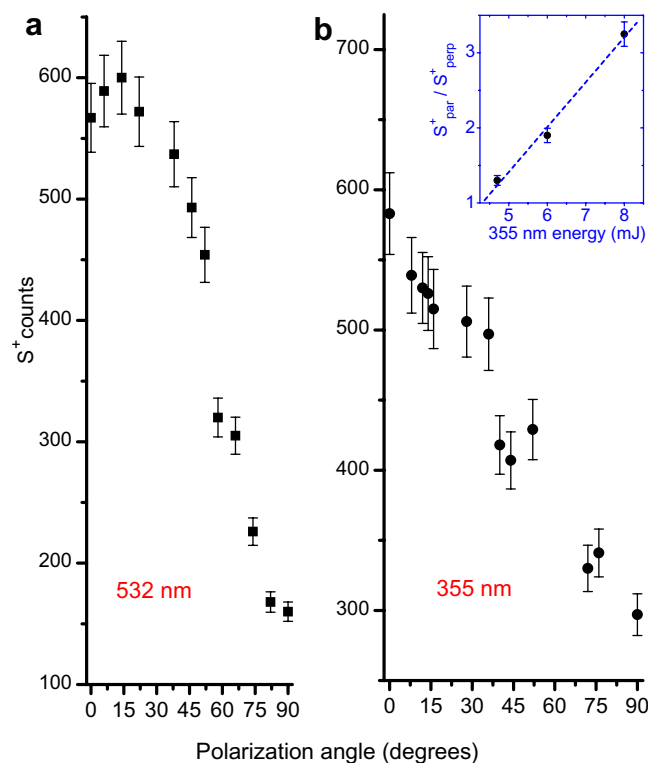 a
600
500
400
300
200
100
S+ counts
532 nm
0 15 30 45 60 75 90
b
700
600
500
400
300
355 nm
0 15 30 45 60 75 90
3
2
1
S+par / S+perp
5 6 7 8
355 nm energy (mJ)
Polarization angle (degrees)